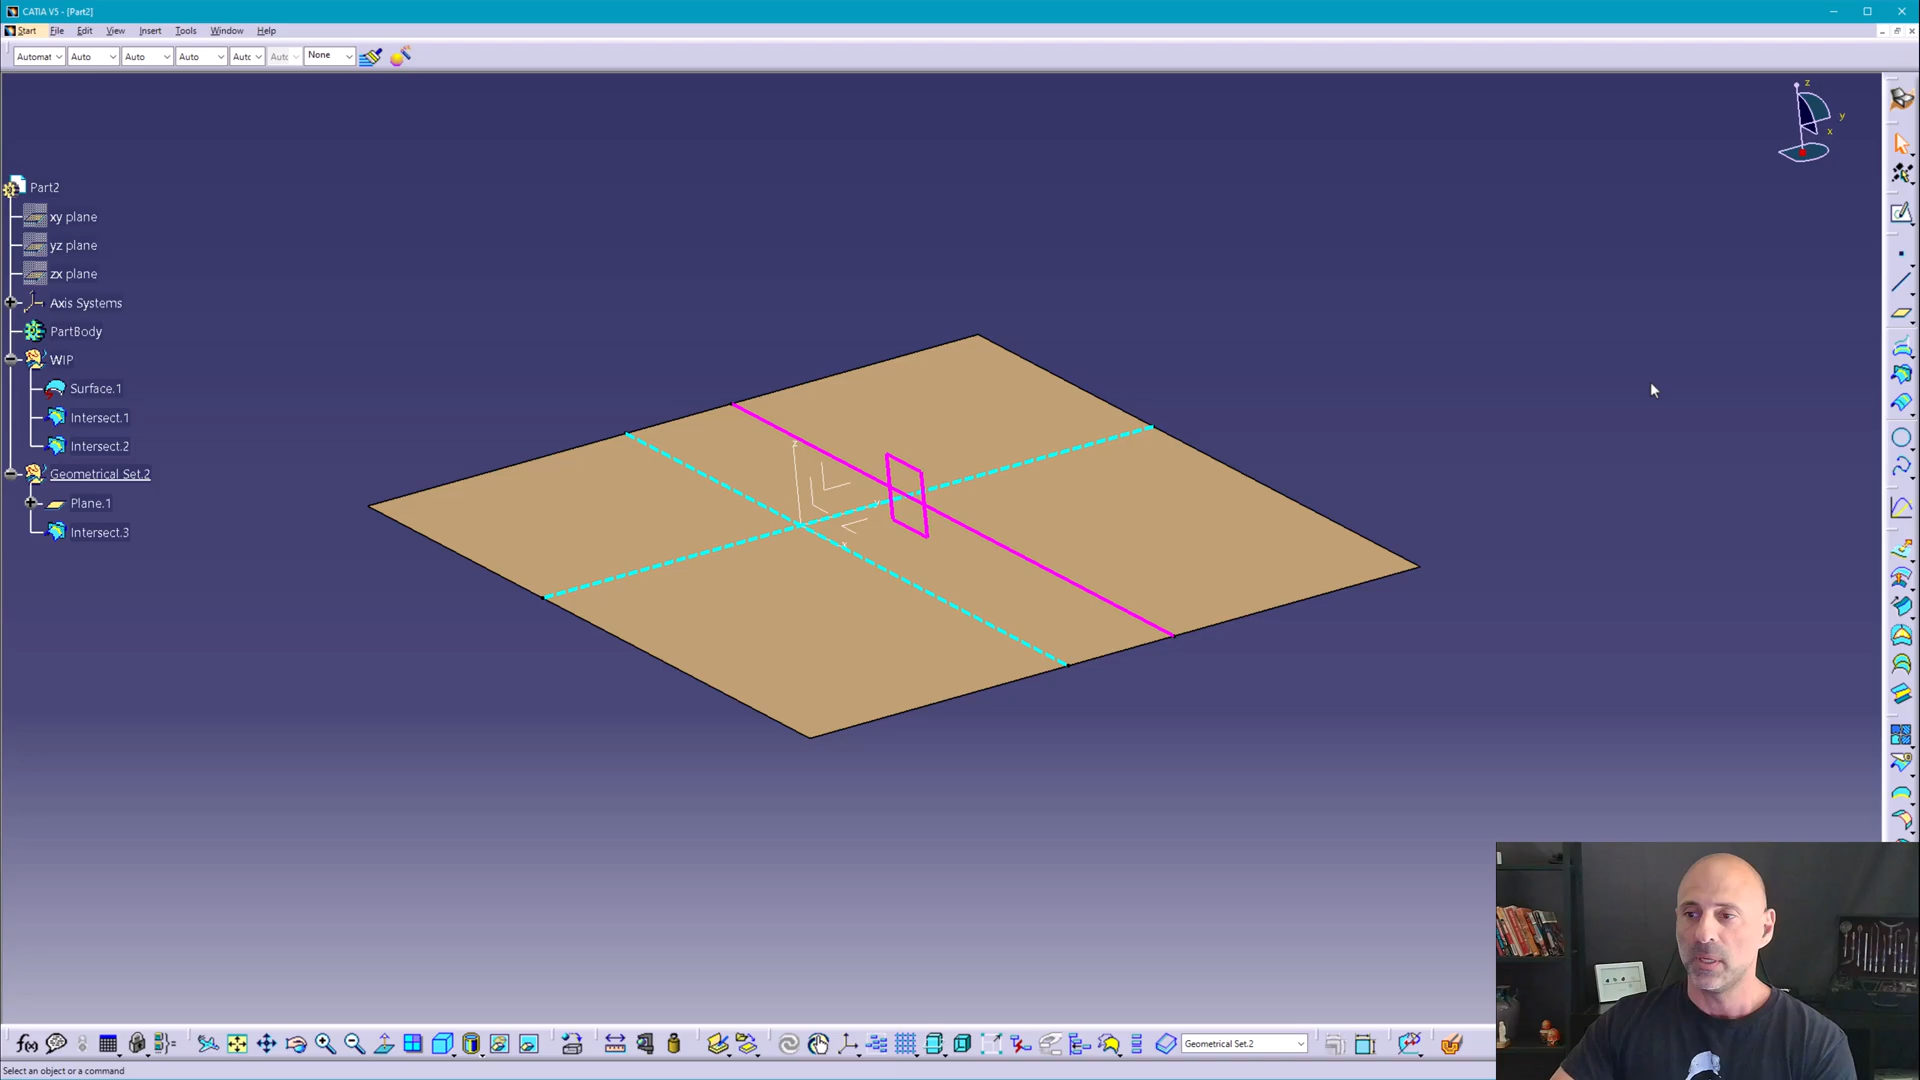 CATIA V5 - [Part2]
Start File Edit View Insert Tools Window Help
Automat Auto Auto Auto Autc Autc None
z
y
x
Part2
xy plane
yz plane
zx plane
Axis Systems
PartBody
WIP
Surface.1
Intersect.1
Intersect.2
Geometrical Set.2
Plane.1
Intersect.3
z
y
x
f(x)
Geometrical Set.2
Select an object or a command